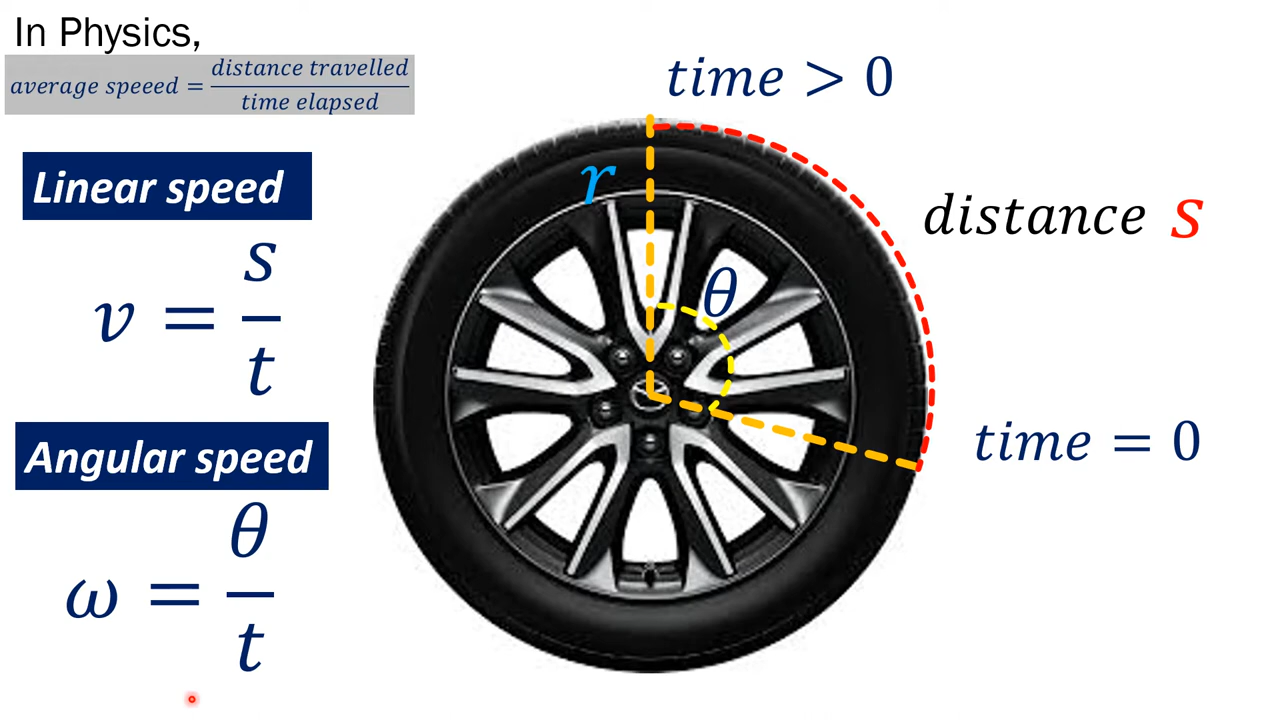 In Physics,
average speeed = distance travelled / time elapsed
time > 0
Linear speed
r
distance s
v = s / t
θ
time = 0
Angular speed
ω = θ / t